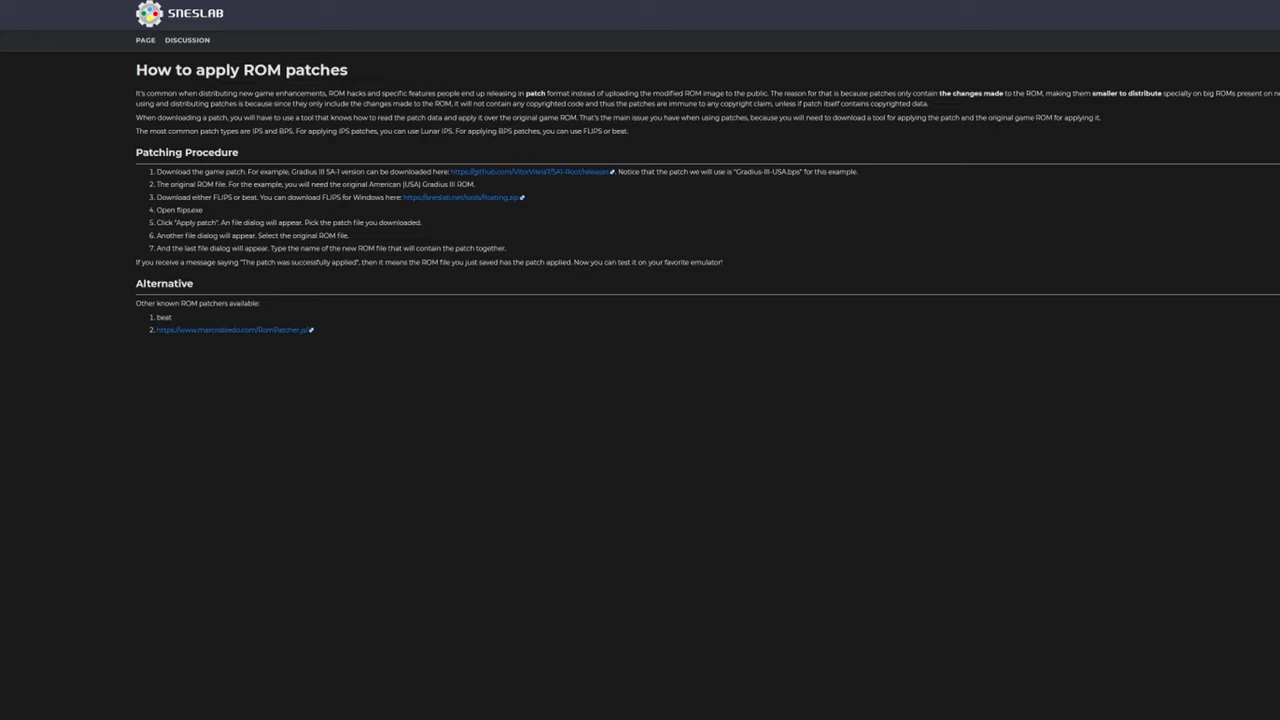 SNESLAB
PAGE DISCUSSION
How to apply ROM patches
It's common when distributing new game enhancements, ROM hacks and specific features people end up releasing in patch format instead of uploading the modified ROM image to the public. The reason for that is because patches only contain the changes made to the ROM, making them smaller to distribute specially on big ROMs present on
using and distributing patches is because since they only include the changes made to the ROM, it will not contain any copyrighted code and thus the patches are immune to any copyright claim, unless if patch itself contains copyrighted data.
When downloading a patch, you will have to use a tool that knows how to read the patch data and apply it over the original game ROM. That's the main issue you have when using patches, because you will need to download a tool for applying the patch and the original game ROM for applying it.
The most common patch types are IPS and BPS. For applying IPS patches, you can use Lunar IPS. For applying BPS patches, you can use FLIPS or beat.
Patching Procedure
1. Download the game patch. For example, Gradius III SA-1 version can be downloaded here: https://github.com/VitorVilela7/SA1-Root/releases. Notice that the patch we will use is "Gradius-III-USA.bps" for this example.
2. The original ROM file. For the example, you will need the original American (USA) Gradius III ROM.
3. Download either FLIPS or beat. You can download FLIPS for Windows here: https://sneslab.net/tools/floating.zip
4. Open flips.exe
5. Click "Apply patch". An file dialog will appear. Pick the patch file you downloaded.
6. Another file dialog will appear. Select the original ROM file.
7. And the last file dialog will appear. Type the name of the new ROM file that will contain the patch together.
If you receive a message saying "The patch was successfully applied", then it means the ROM file you just saved has the patch applied. Now you can test it on your favorite emulator!
Alternative
Other known ROM patchers available:
1. beat
2. https://www.marcrobledo.com/RomPatcher.js/